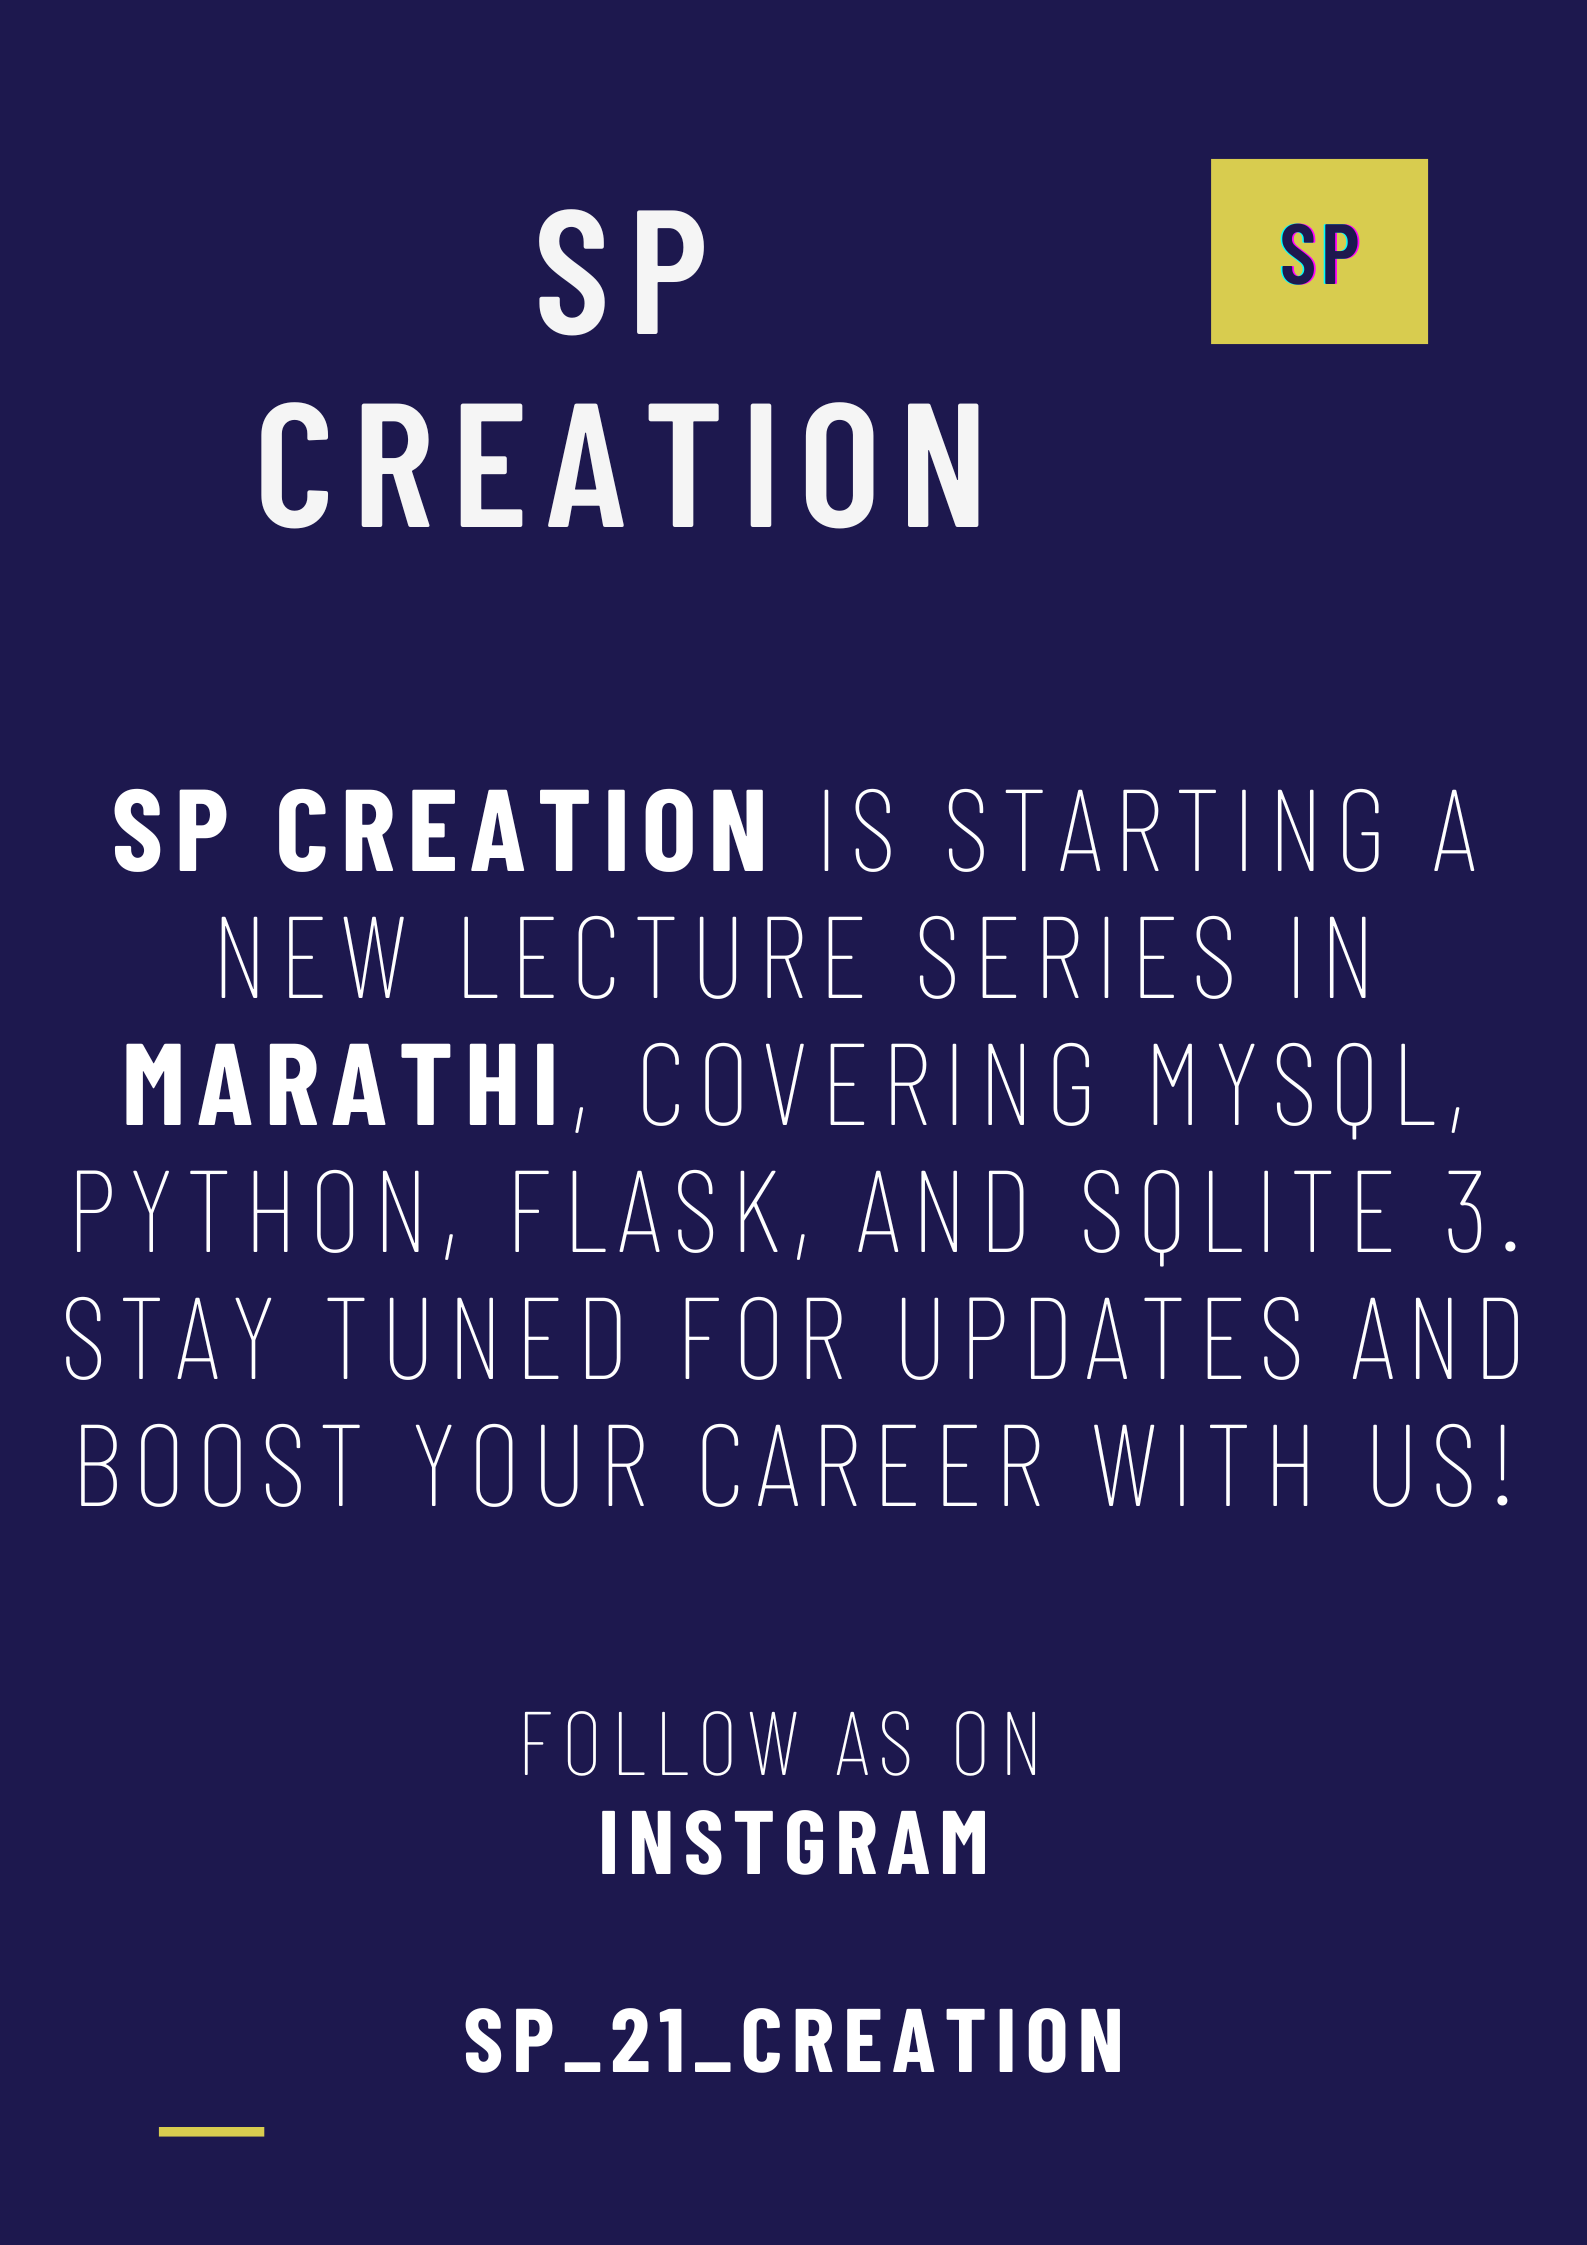 SP
CREATION
SP
SP CREATION IS STARTING A
NEW LECTURE SERIES IN
MARATHI, COVERING MYSQL,
PYTHON, FLASK, AND SQLITE 3.
STAY TUNED FOR UPDATES AND
BOOST YOUR CAREER WITH US!
FOLLOW AS ON
INSTGRAM
SP_21_CREATION